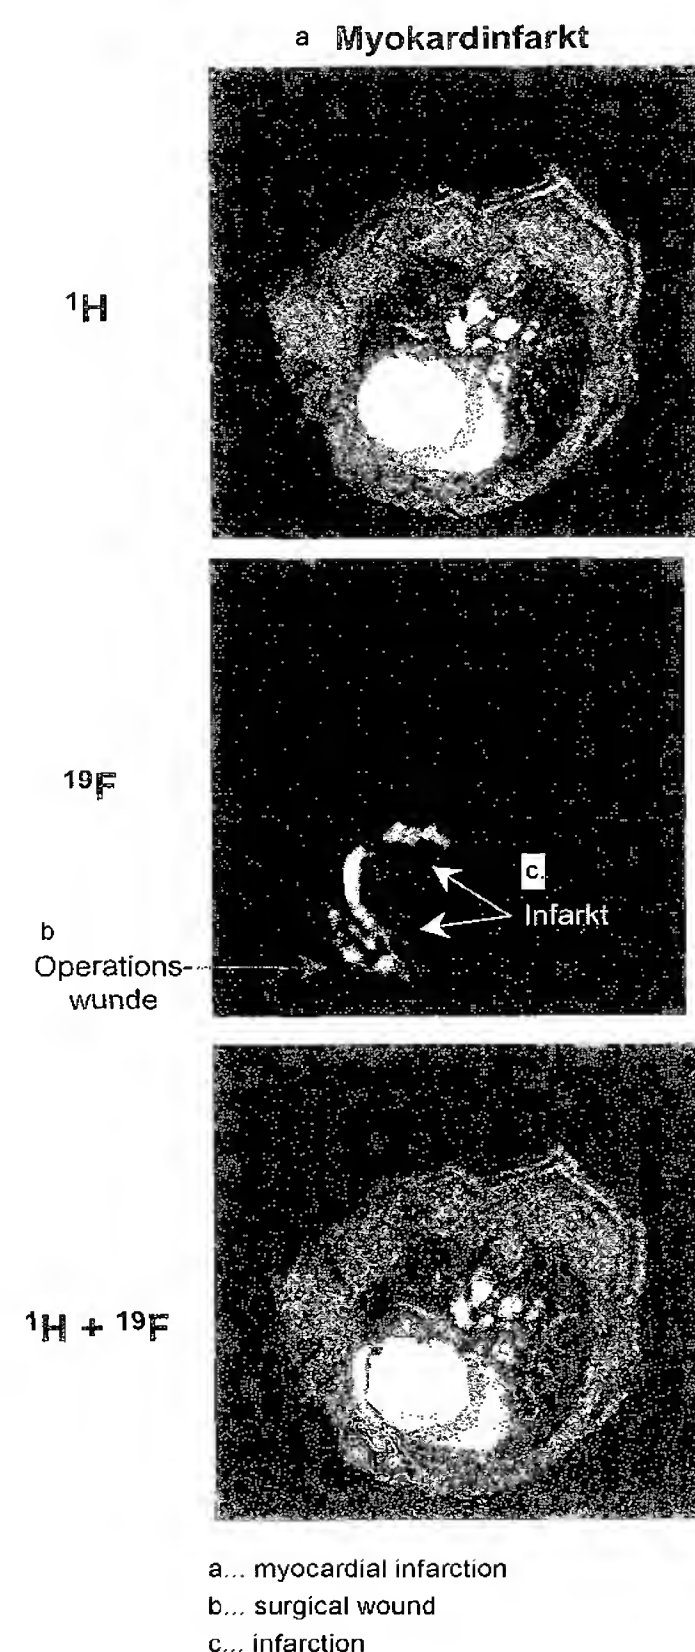 a Myokardinfarkt
¹H
¹⁹F
c.
Infarkt
b
Operations-
wunde
¹H + ¹⁹F
a... myocardial infarction
b... surgical wound
c... infarction